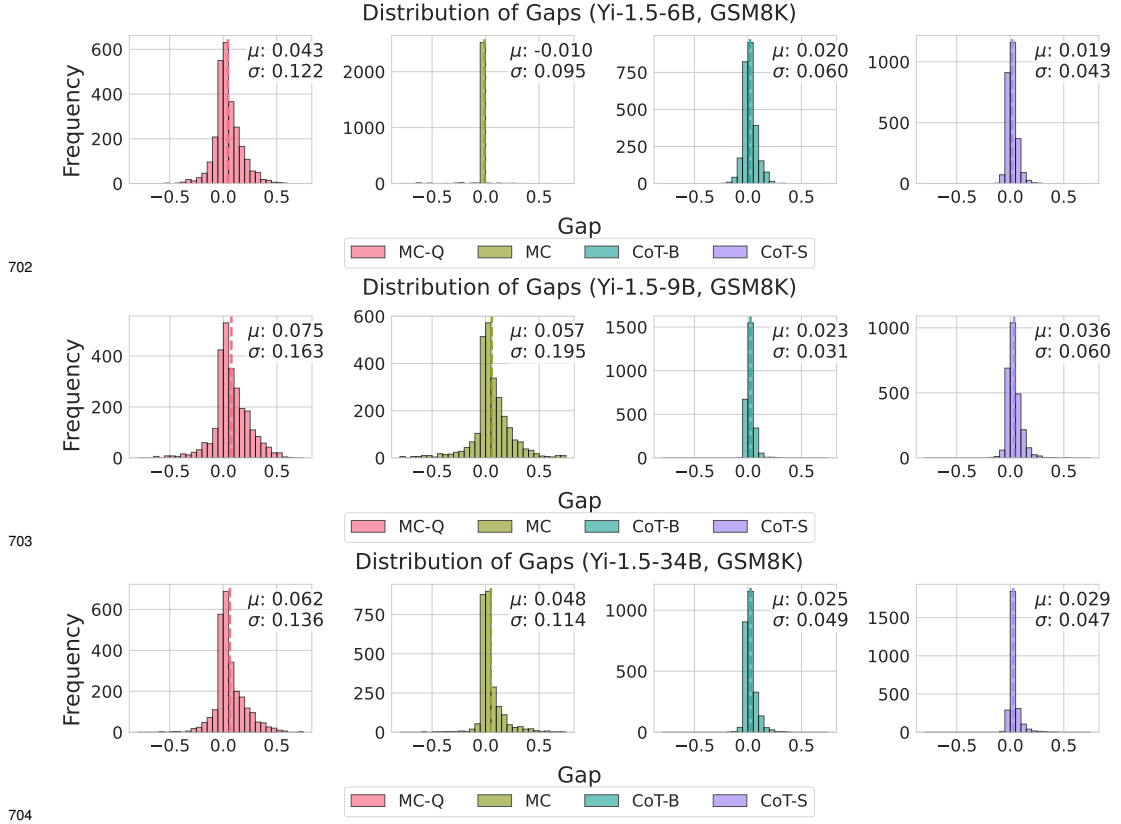 Distribution of Gaps (Yi-1.5-6B, GSM8K)
Frequency
600
400
200
0
−0.5 0.0 0.5
μ: 0.043
σ: 0.122
2000
1000
0
−0.5 0.0 0.5
μ: -0.010
σ: 0.095
750
500
250
0
−0.5 0.0 0.5
μ: 0.020
σ: 0.060
1000
500
0
−0.5 0.0 0.5
μ: 0.019
σ: 0.043
Gap
MC-Q MC CoT-B CoT-S
702
Distribution of Gaps (Yi-1.5-9B, GSM8K)
Frequency
400
200
0
−0.5 0.0 0.5
μ: 0.075
σ: 0.163
600
400
200
0
−0.5 0.0 0.5
μ: 0.057
σ: 0.195
1500
1000
500
0
−0.5 0.0 0.5
μ: 0.023
σ: 0.031
1000
500
0
−0.5 0.0 0.5
μ: 0.036
σ: 0.060
Gap
MC-Q MC CoT-B CoT-S
703
Distribution of Gaps (Yi-1.5-34B, GSM8K)
Frequency
600
400
200
0
−0.5 0.0 0.5
μ: 0.062
σ: 0.136
750
500
250
0
−0.5 0.0 0.5
μ: 0.048
σ: 0.114
1000
500
0
−0.5 0.0 0.5
μ: 0.025
σ: 0.049
1500
1000
500
0
−0.5 0.0 0.5
μ: 0.029
σ: 0.047
Gap
MC-Q MC CoT-B CoT-S
704